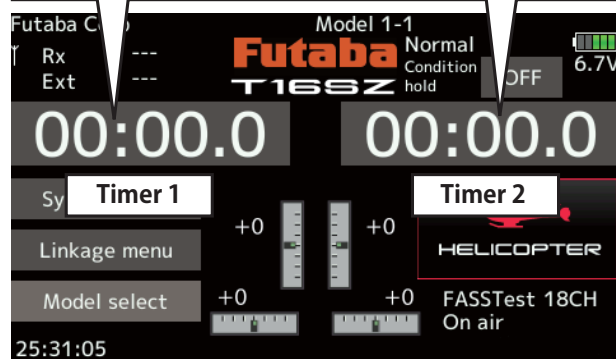 Futaba C
Model 1-1
Rx ---
Ext ---
Futaba
T16SZ
Normal
Condition
hold
OFF
6.7V
00:00.0
00:00.0
Sy
Timer 1
Timer 2
Linkage menu
+0
+0
HELICOPTER
Model select
+0
+0
FASSTest 18CH
On air
25:31:05